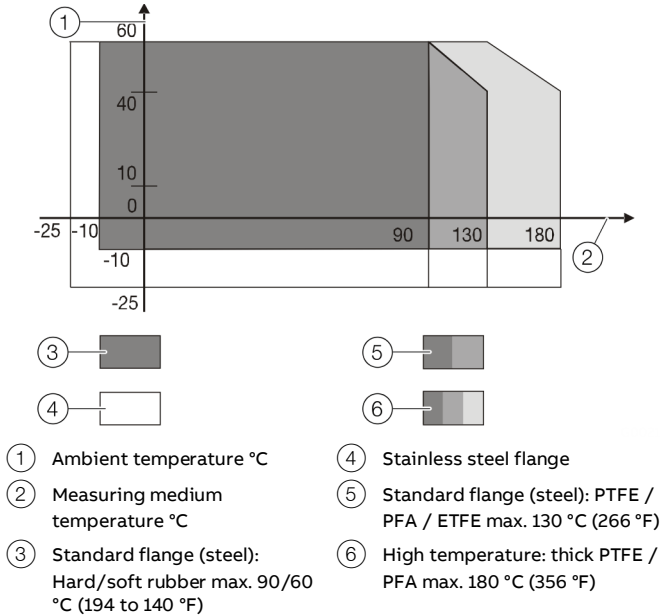 1
60
40
10
0
-25 -10
90 130 180
-10
2
-25
3
5
4
6
1 Ambient temperature °C
2 Measuring medium
temperature °C
3 Standard flange (steel):
Hard/soft rubber max. 90/60
°C (194 to 140 °F)
4 Stainless steel flange
5 Standard flange (steel): PTFE /
PFA / ETFE max. 130 °C (266 °F)
6 High temperature: thick PTFE /
PFA max. 180 °C (356 °F)